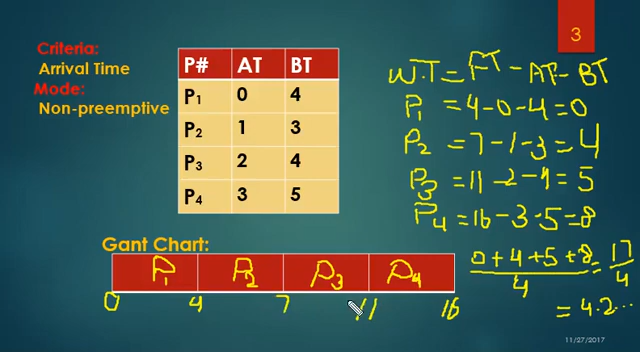 3
Criteria:
Arrival Time
Mode:
Non-preemptive
P# AT BT
P1 0 4
P2 1 3
P3 2 4
P4 3 5
W.T = FT - AT - BT
P1 = 4-0-4=0
P2 = 7-1-3=4
P3 = 11-2-4=5
P4 = 16-3-5=8
0+4+5+8/4 = 17/4
= 4.2...
Gant Chart:
P1 P2 P3 P4
0 4 7 11 16
11/27/2017